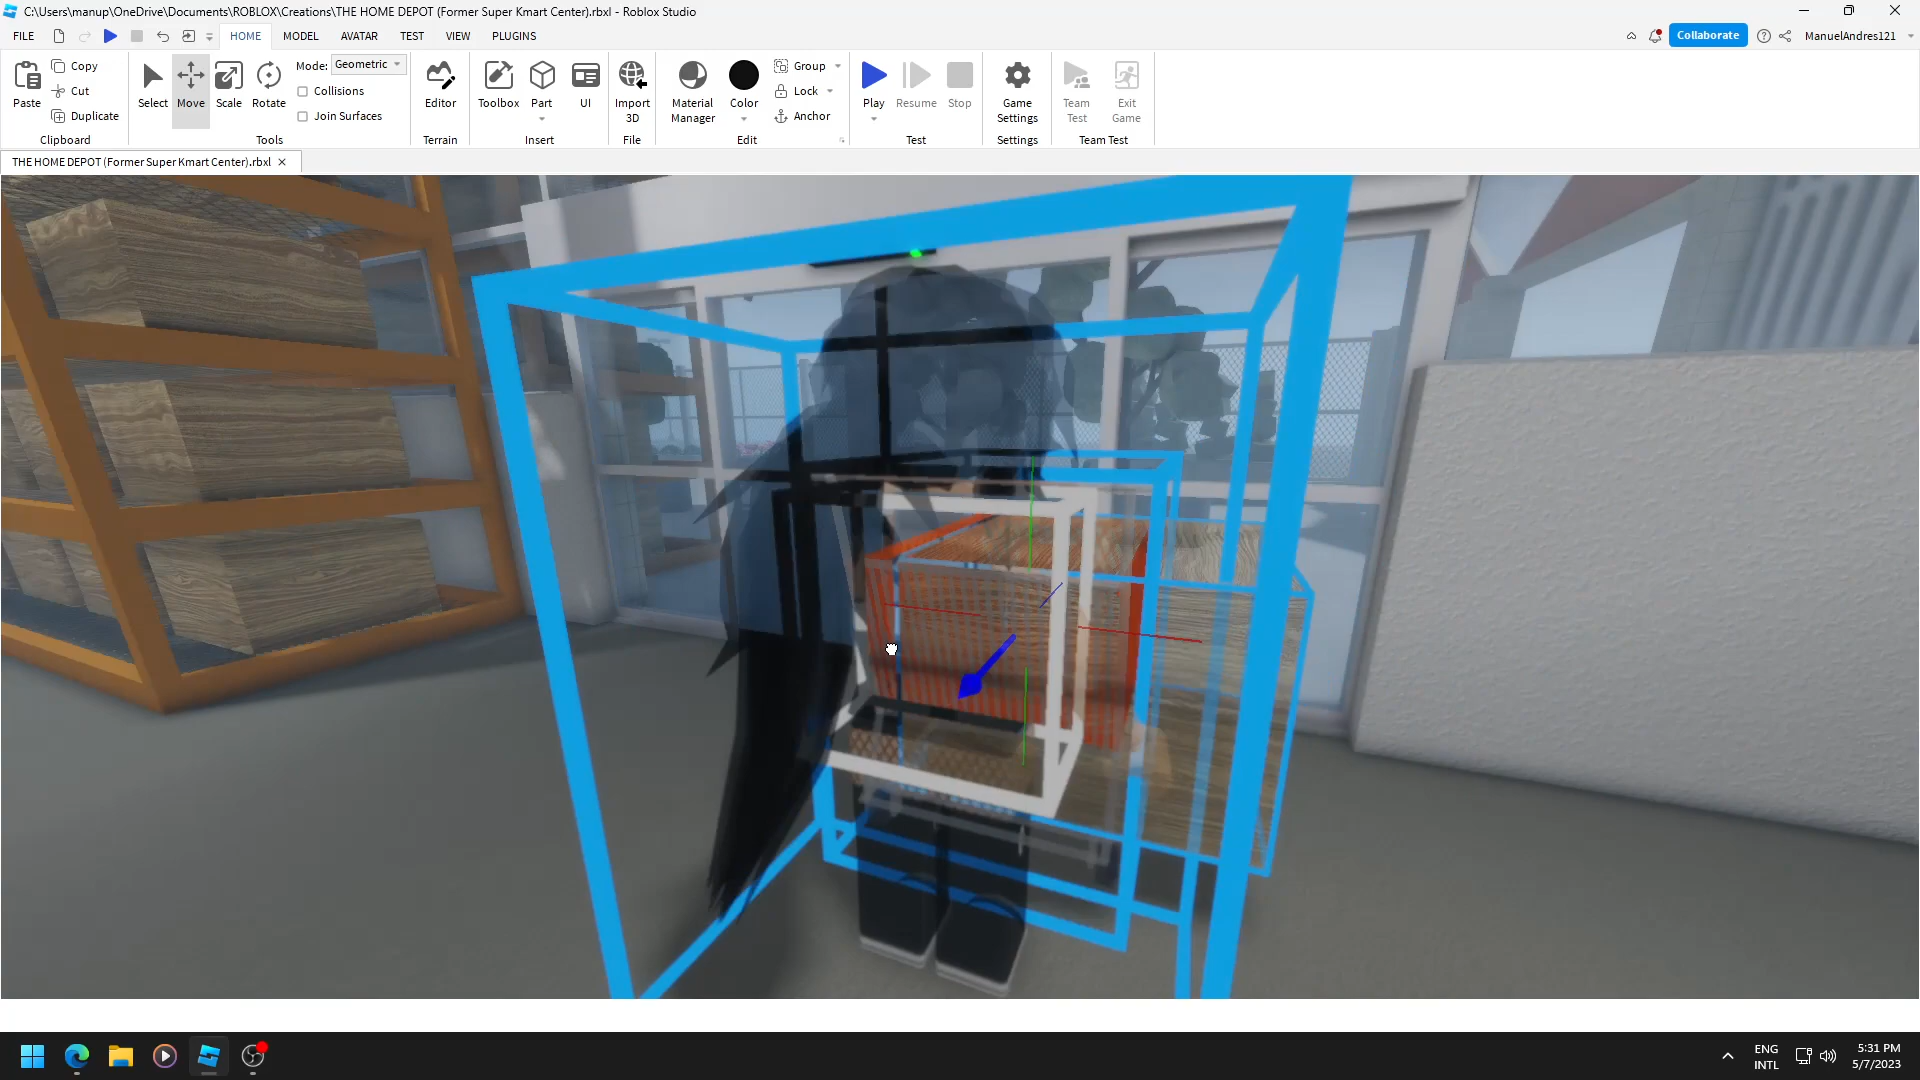 C:\Users\manup\OneDrive\Documents\ROBLOX\Creations\THE HOME DEPOT (Former Super Kmart Center).rbxl - Roblox Studio
FILE HOME MODEL AVATAR TEST VIEW PLUGINS Collaborate ManuelAndres121
Paste
Copy
Cut
Duplicate
Clipboard
Select
Move
Scale
Rotate
Mode: Geometric
Collisions
Join Surfaces
Tools
Editor
Terrain
Toolbox
Part
UI
Insert
Import
3D
File
Material
Manager
Color
Group
Lock
Anchor
Edit
Play
Resume
Stop
Test
Game
Settings
Settings
Team
Test
Exit
Game
Team Test
THE HOME DEPOT (Former Super Kmart Center).rbxl
ENG
INTL
5:31 PM
5/7/2023